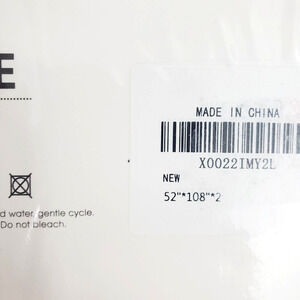 E
MADE IN CHINA
X0022IMY2L
NEW
52"*108"*2
d water, gentle cycle.
Do not bleach.